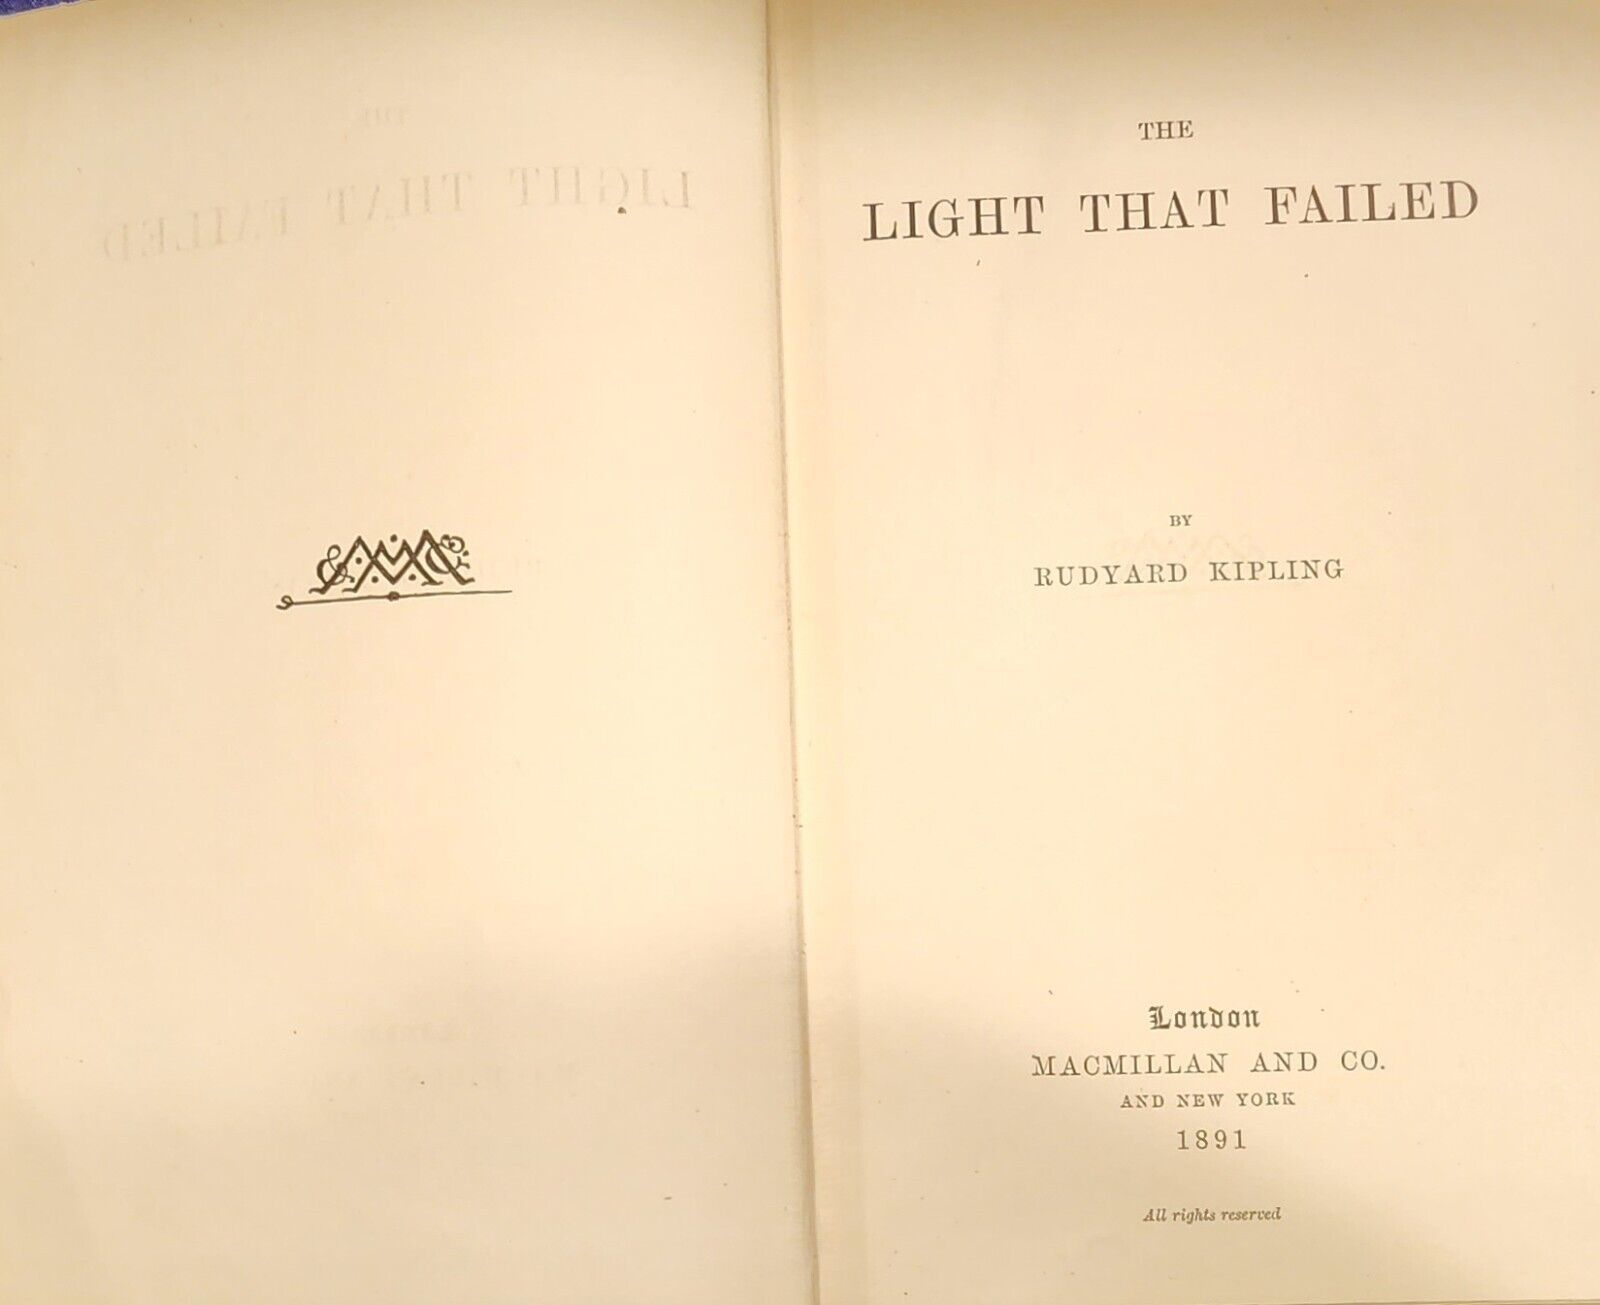 THE
LIGHT THAT FAILED
BY
RUDYARD KIPLING
London
MACMILLAN AND CO.
AND NEW YORK
1891
All rights reserved